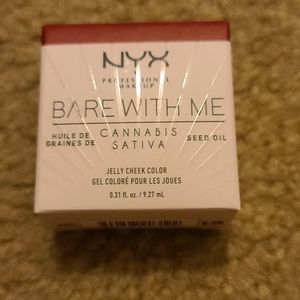 NYX
PROFESSIONAL
MAKEUP
BARE WITH ME
HUILE DE
GRAINES DE
CANNABIS
SATIVA
SEED OIL
JELLY CHEEK COLOR
GEL COLORÉ POUR LES JOUES
0.31 fl. oz. / 9.27 mL